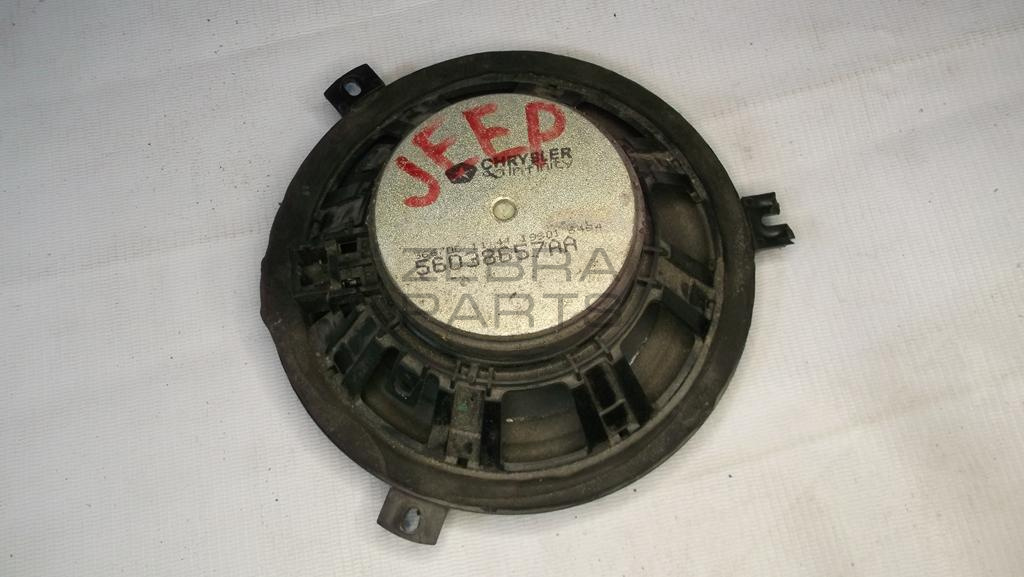 JEEP
CHRYSLER
Infinity
56038657AA
ZEBRA
PARTS